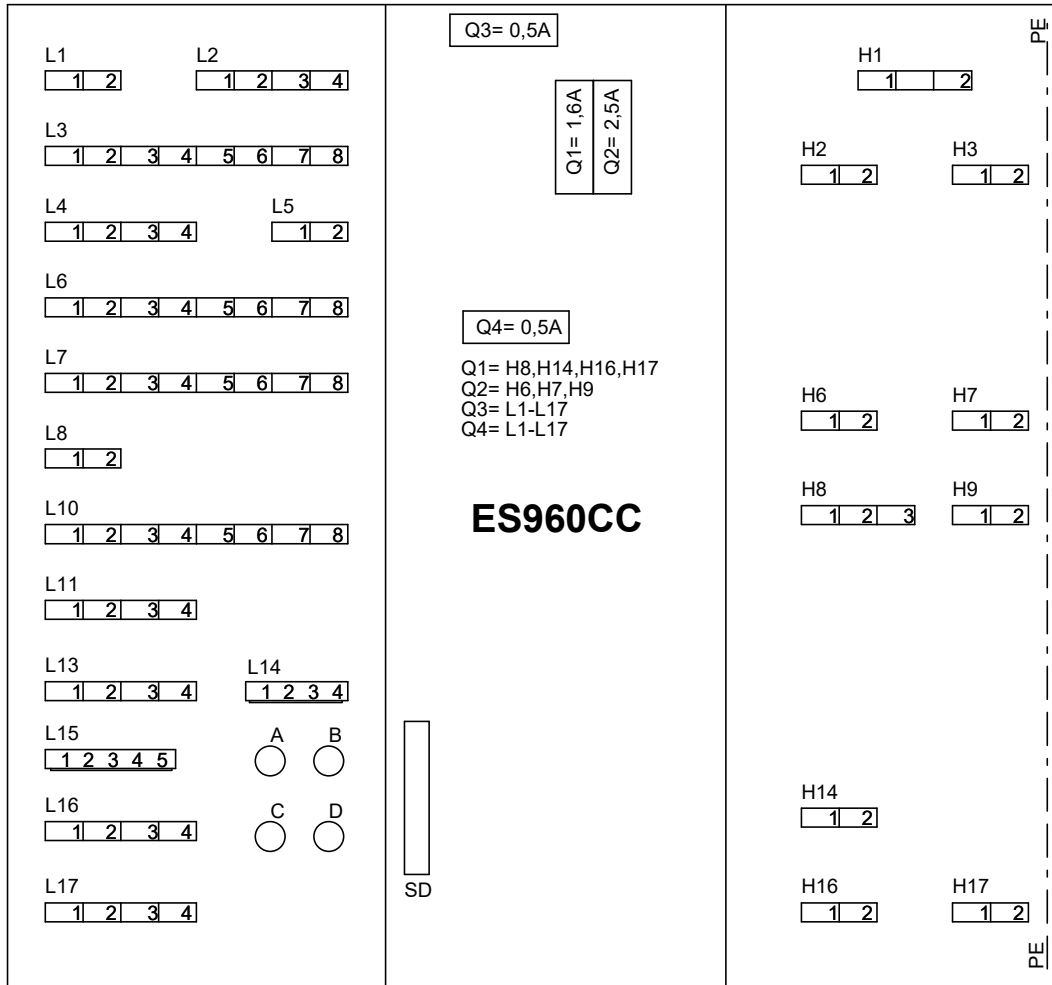 L1 L2
1 2 1 2 3 4
L3
1 2 3 4 5 6 7 8
L4 L5
1 2 3 4 1 2
L6
1 2 3 4 5 6 7 8
L7
1 2 3 4 5 6 7 8
L8
1 2
L10
1 2 3 4 5 6 7 8
L11
1 2 3 4
L13 L14
1 2 3 4 1 2 3 4
L15 A B
1 2 3 4 5
L16 C D
1 2 3 4
L17
1 2 3 4
Q3= 0,5A
Q1= 1,6A
Q2= 2,5A
Q4= 0,5A
Q1= H8,H14,H16,H17
Q2= H6,H7,H9
Q3= L1-L17
Q4= L1-L17
ES960CC
SD
PE
H1
1 2
H2 H3
1 2 1 2
H6 H7
1 2 1 2
H8 H9
1 2 3 1 2
H14
1 2
H16 H17
1 2 1 2
PE